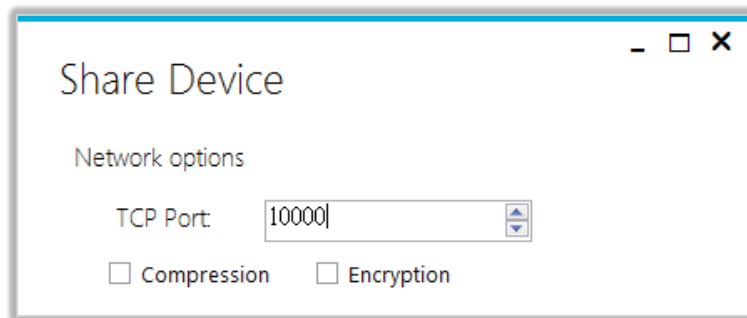 Share Device
Network options
TCP Port: 10000
Compression Encryption